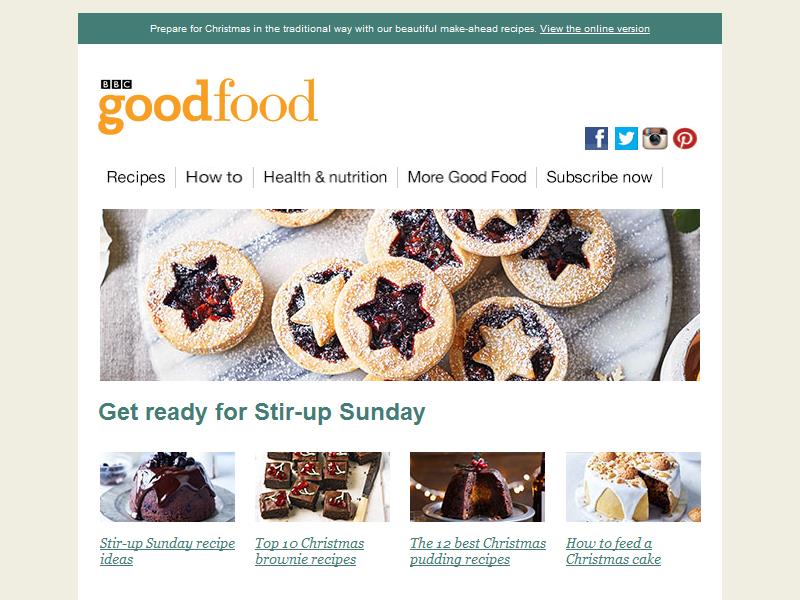 Prepare for Christmas in the traditional way with our beautiful make-ahead recipes. View the online version
BBC
goodfood
Recipes How to Health & nutrition More Good Food Subscribe now
Get ready for Stir-up Sunday
Stir-up Sunday recipe ideas
Top 10 Christmas brownie recipes
The 12 best Christmas pudding recipes
How to feed a Christmas cake